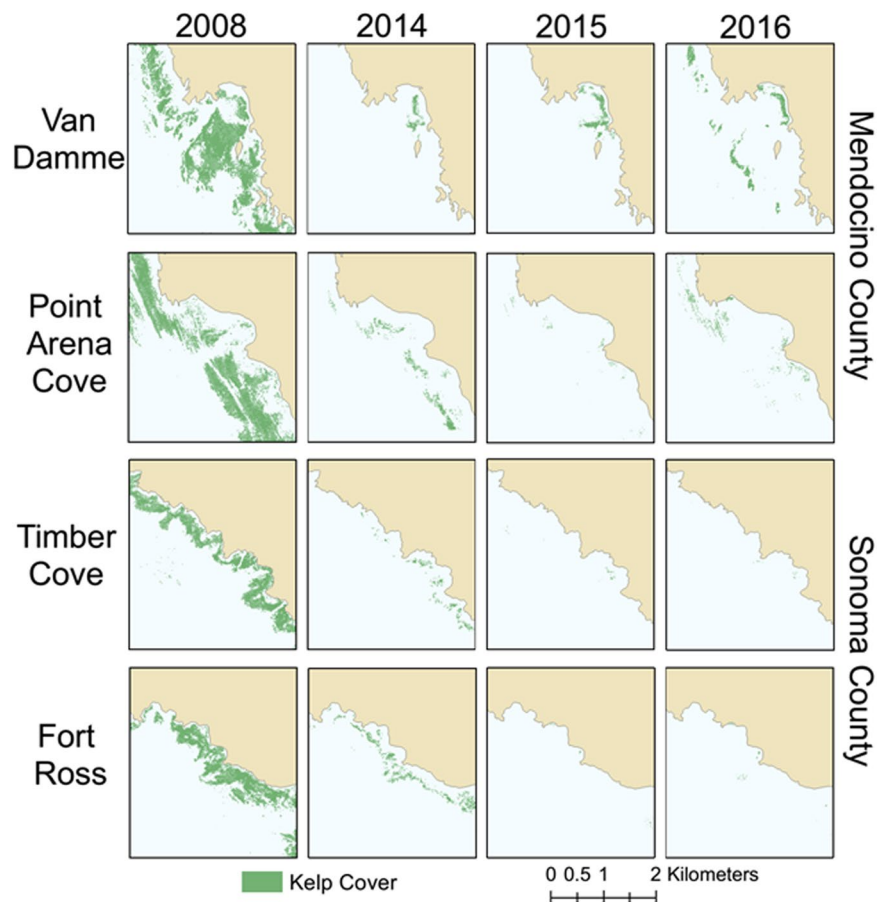 2008 2014 2015 2016
Van
Damme
Mendocino County
Point
Arena
Cove
Timber
Cove
Sonoma County
Fort
Ross
Kelp Cover
0 0.5 1 2 Kilometers